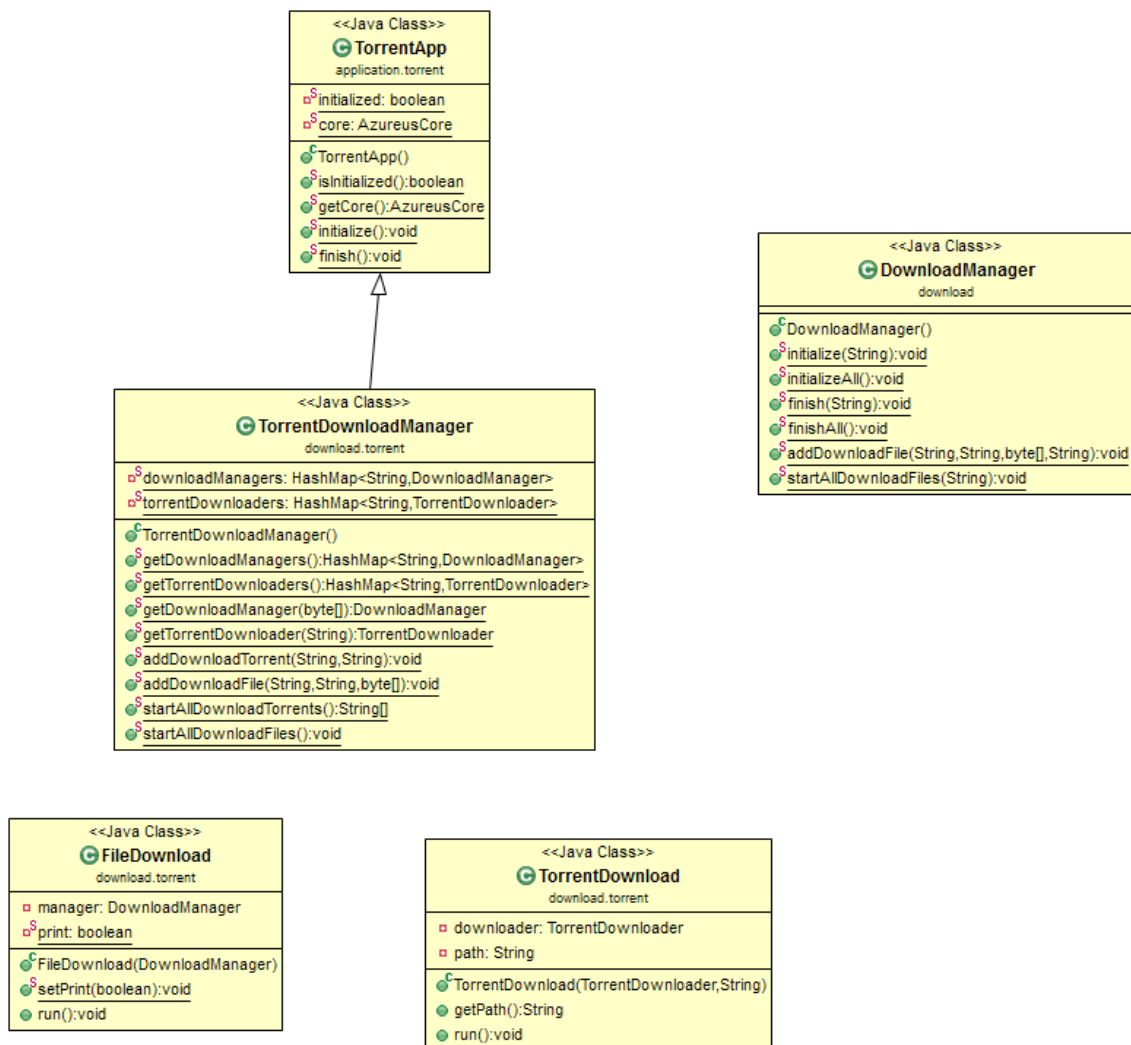 <<Java Class>>
TorrentApp
application.torrent
initialized: boolean
core: AzureusCore
TorrentApp()
isInitialized():boolean
getCore():AzureusCore
initialize():void
finish():void
<<Java Class>>
DownloadManager
download
DownloadManager()
initialize(String):void
initializeAll():void
finish(String):void
finishAll():void
addDownloadFile(String,String,byte[],String):void
startAllDownloadFiles(String):void
<<Java Class>>
TorrentDownloadManager
download.torrent
downloadManagers: HashMap<String,DownloadManager>
torrentDownloaders: HashMap<String,TorrentDownloader>
TorrentDownloadManager()
getDownloadManagers():HashMap<String,DownloadManager>
getTorrentDownloaders():HashMap<String,TorrentDownloader>
getDownloadManager(byte[]):DownloadManager
getTorrentDownloader(String):TorrentDownloader
addDownloadTorrent(String,String):void
addDownloadFile(String,String,byte[]):void
startAllDownloadTorrents():String[]
startAllDownloadFiles():void
<<Java Class>>
FileDownload
download.torrent
manager: DownloadManager
print: boolean
FileDownload(DownloadManager)
setPrint(boolean):void
run():void
<<Java Class>>
TorrentDownload
download.torrent
downloader: TorrentDownloader
path: String
TorrentDownload(TorrentDownloader,String)
getPath():String
run():void